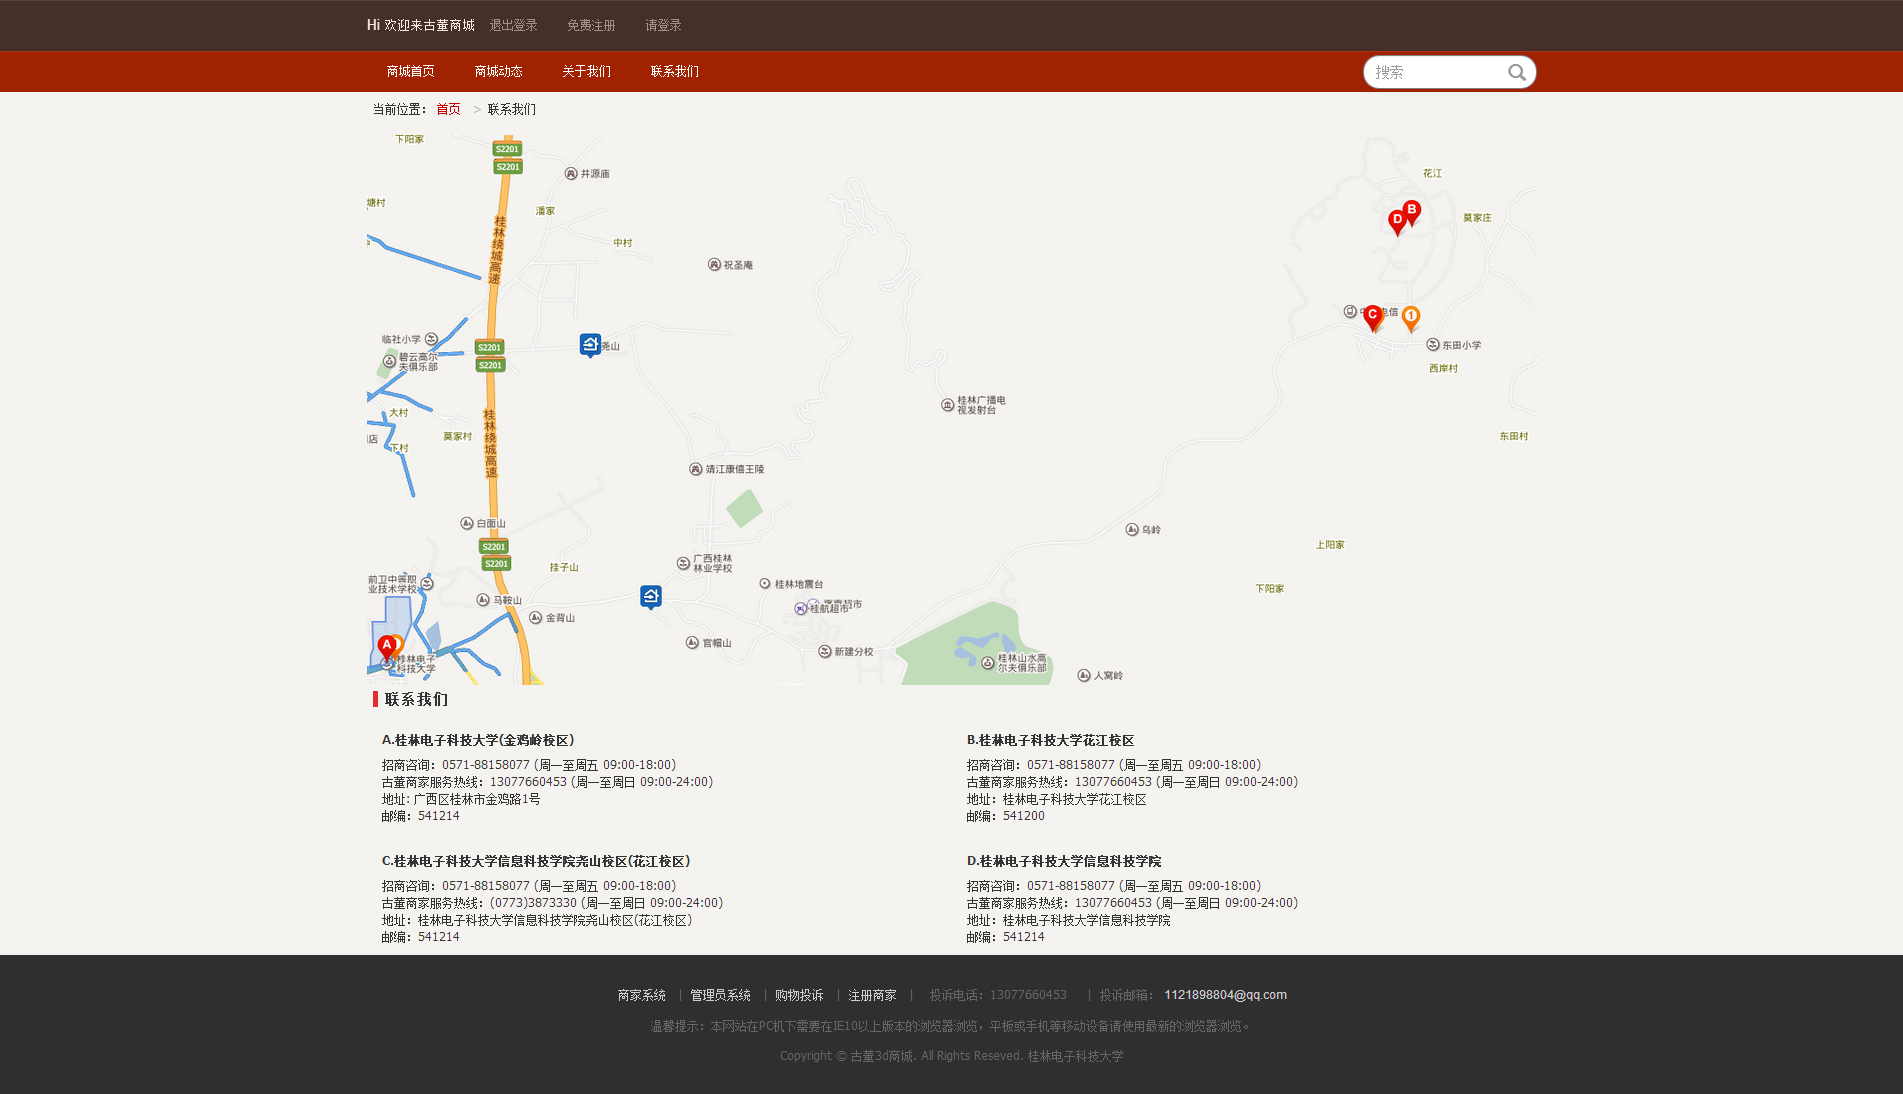 Hi 欢迎来古董商城 退出登录 免费注册 请登录
商城首页 商城动态 关于我们 联系我们 搜索
当前位置： 首页 > 联系我们
下阳家
S2201
S2201
井源庙
花江
塘村
潘家
莫家庄
B
D
桂林绕城高速
中村
祝圣庵
C
电信
1
临社小学
尧山
东田小学
S2201
S2201
碧云高尔
夫俱乐部
西岸村
桂林广播电
视发射台
大村
店
莫家村
下村
桂林绕城高速
东田村
靖江康僖王陵
白面山
乌岭
S2201
S2201
上阳家
广西桂林
林业学校
挂子山
前卫中等职
业技术学校
桂林地震台
下阳家
马鞍山
桂航超市
超市
金背山
官帽山
新建分校
A
桂林电子
科技大学
桂林山水高
尔夫俱乐部
人窝岭
联系我们
A.桂林电子科技大学(金鸡岭校区)
招商咨询：0571-88158077 (周一至周五 09:00-18:00)
古董商家服务热线：13077660453 (周一至周日 09:00-24:00)
地址: 广西区桂林市金鸡路1号
邮编：541214
B.桂林电子科技大学花江校区
招商咨询：0571-88158077 (周一至周五 09:00-18:00)
古董商家服务热线：13077660453 (周一至周日 09:00-24:00)
地址：桂林电子科技大学花江校区
邮编：541200
C.桂林电子科技大学信息科技学院尧山校区(花江校区)
招商咨询：0571-88158077 (周一至周五 09:00-18:00)
古董商家服务热线：(0773)3873330 (周一至周日 09:00-24:00)
地址：桂林电子科技大学信息科技学院尧山校区(花江校区)
邮编：541214
D.桂林电子科技大学信息科技学院
招商咨询：0571-88158077 (周一至周五 09:00-18:00)
古董商家服务热线：13077660453 (周一至周日 09:00-24:00)
地址：桂林电子科技大学信息科技学院
邮编：541214
商家系统 | 管理员系统 | 购物投诉 | 注册商家 | 投诉电话：13077660453 | 投诉邮箱： 1121898804@qq.com
温馨提示：本网站在PC机下需要在IE10以上版本的浏览器浏览，平板或手机等移动设备请使用最新的浏览器浏览。
Copyright © 古董3d商城. All Rights Reseved. 桂林电子科技大学